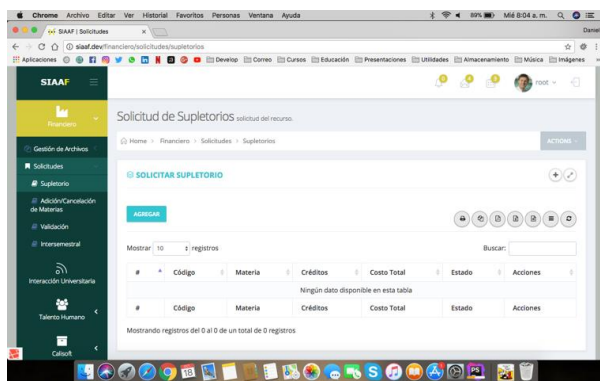 Chrome Archivo Editar Ver Historial Favoritos Personas Ventana Ayuda 89% Mié 8:04 a. m.
SIAAF | Solicitudes Daniel
siaaf.dev/financiero/solicitudes/supletorios
Aplicaciones Develop Correo Cursos Educación Presentaciones Utilidades Almacenamiento Música Imágenes
SIAAF root
Financiero
Solicitud de Supletorios solicitud del recurso.
Home > Financiero > Solicitudes > Supletorios ACTIONS
Gestión de Archivos
Solicitudes
Supletorio
Adición/Cancelación de Materias
Validación
Intersemestral
Interacción Universitaria
Talento Humano
Calisoft
SOLICITAR SUPLETORIO
AGREGAR
Mostrar 10 registros Buscar:
# Código Materia Créditos Costo Total Estado Acciones
Ningún dato disponible en esta tabla
# Código Materia Créditos Costo Total Estado Acciones
Mostrando registros del 0 al 0 de un total de 0 registros
18